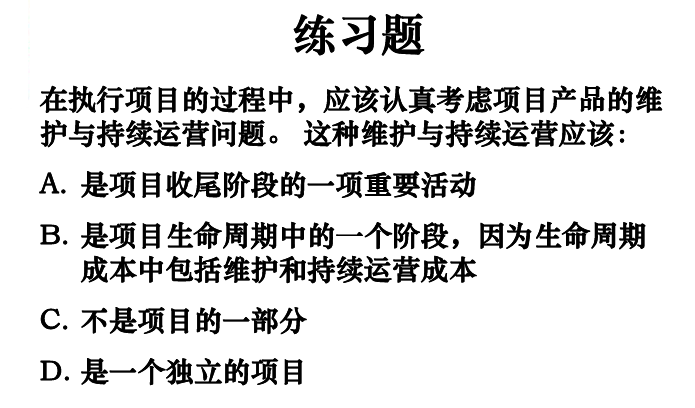 练习题
在执行项目的过程中，应该认真考虑项目产品的维
护与持续运营问题。 这种维护与持续运营应该:
A. 是项目收尾阶段的一项重要活动
B. 是项目生命周期中的一个阶段，因为生命周期
成本中包括维护和持续运营成本
C. 不是项目的一部分
D. 是一个独立的项目